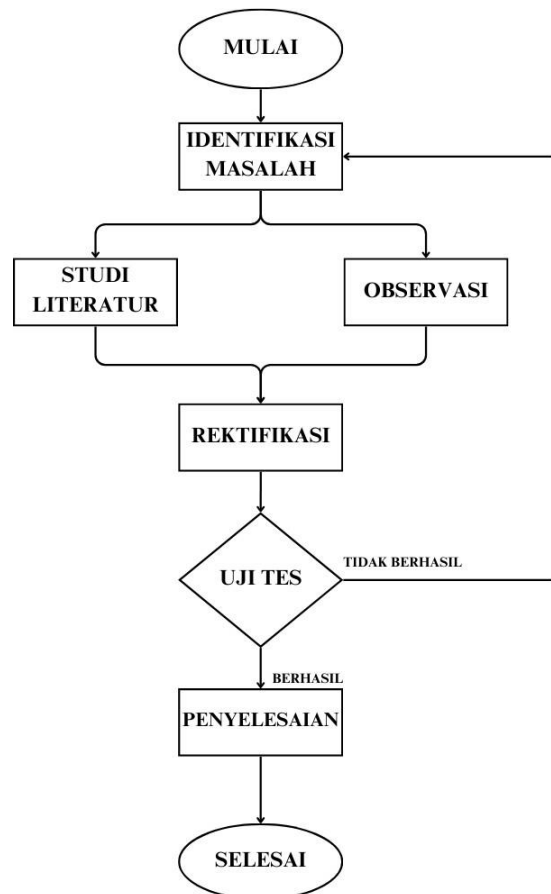 MULAI
IDENTIFIKASI
MASALAH
STUDI
LITERATUR
OBSERVASI
REKTIFIKASI
UJI TES
TIDAK BERHASIL
BERHASIL
PENYELESAIAN
SELESAI